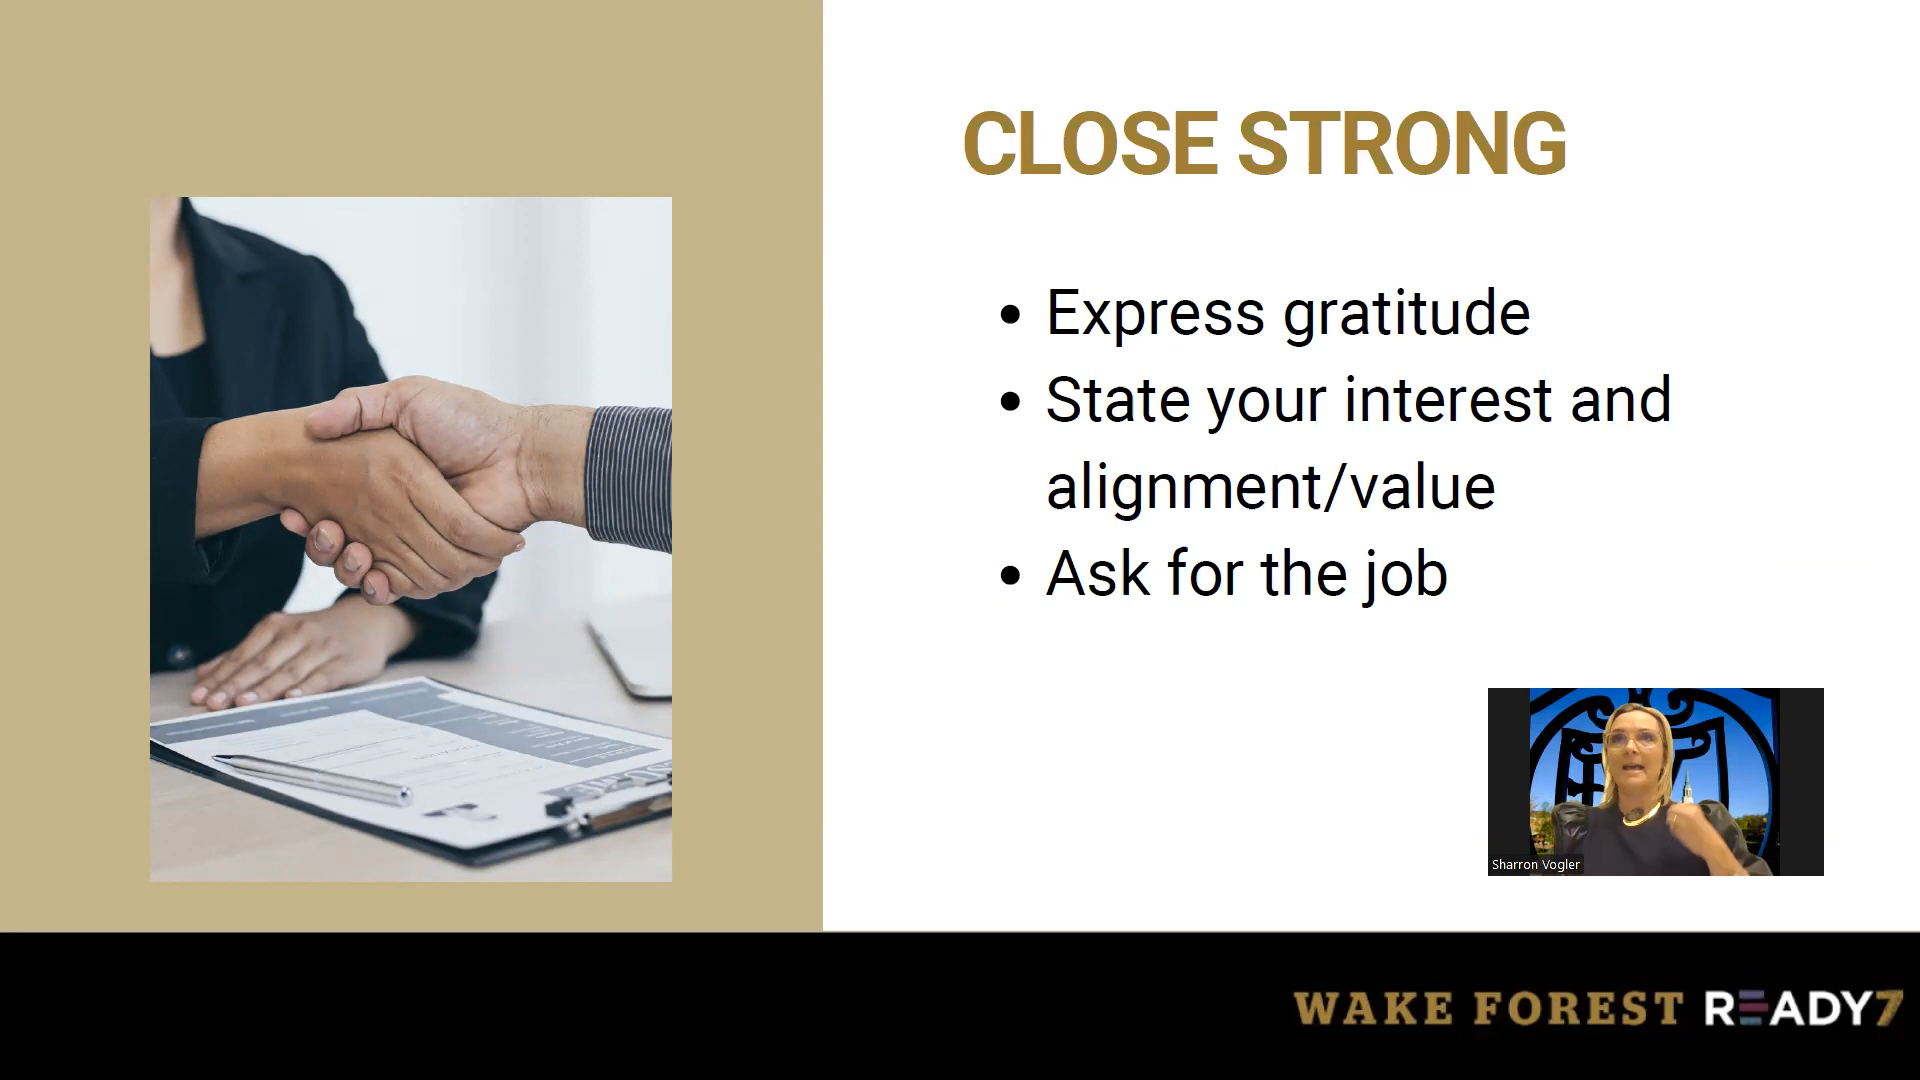 CLOSE STRONG
• Express gratitude
• State your interest and
alignment/value
• Ask for the job
Sharron Vogler
WAKE FOREST READY7